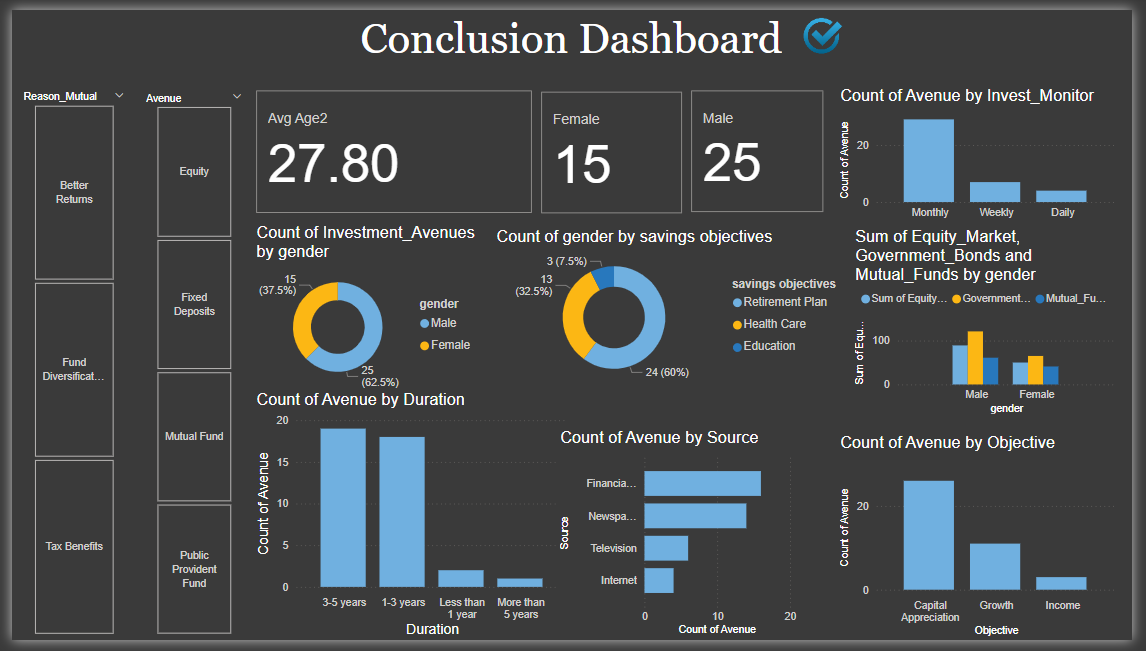 Conclusion Dashboard
Reason_Mutual
Better
Returns
Fund
Diversificat...
Tax Benefits
Avenue
Equity
Fixed
Deposits
Mutual Fund
Public
Provident
Fund
Avg Age2
27.80
Female
15
Male
25
Count of Avenue by Invest_Monitor
Count of Avenue
20
0
Monthly
Weekly
Daily
Count of Investment_Avenues
by gender
15
(37.5%)
25
(62.5%)
gender
Male
Female
Count of gender by savings objectives
3 (7.5%)
13
(32.5%)
24 (60%)
savings objectives
Retirement Plan
Health Care
Education
Sum of Equity_Market,
Government_Bonds and
Mutual_Funds by gender
Sum of Equity...
Government...
Mutual_Fu...
Sum of Equ...
100
0
Male
Female
gender
Count of Avenue by Duration
Count of Avenue
20
15
10
5
0
3-5 years
1-3 years
Less than
1 year
More than
5 years
Duration
Count of Avenue by Source
Source
Financia...
Newspa...
Television
Internet
0
10
20
Count of Avenue
Count of Avenue by Objective
Count of Avenue
20
0
Capital
Appreciation
Growth
Income
Objective